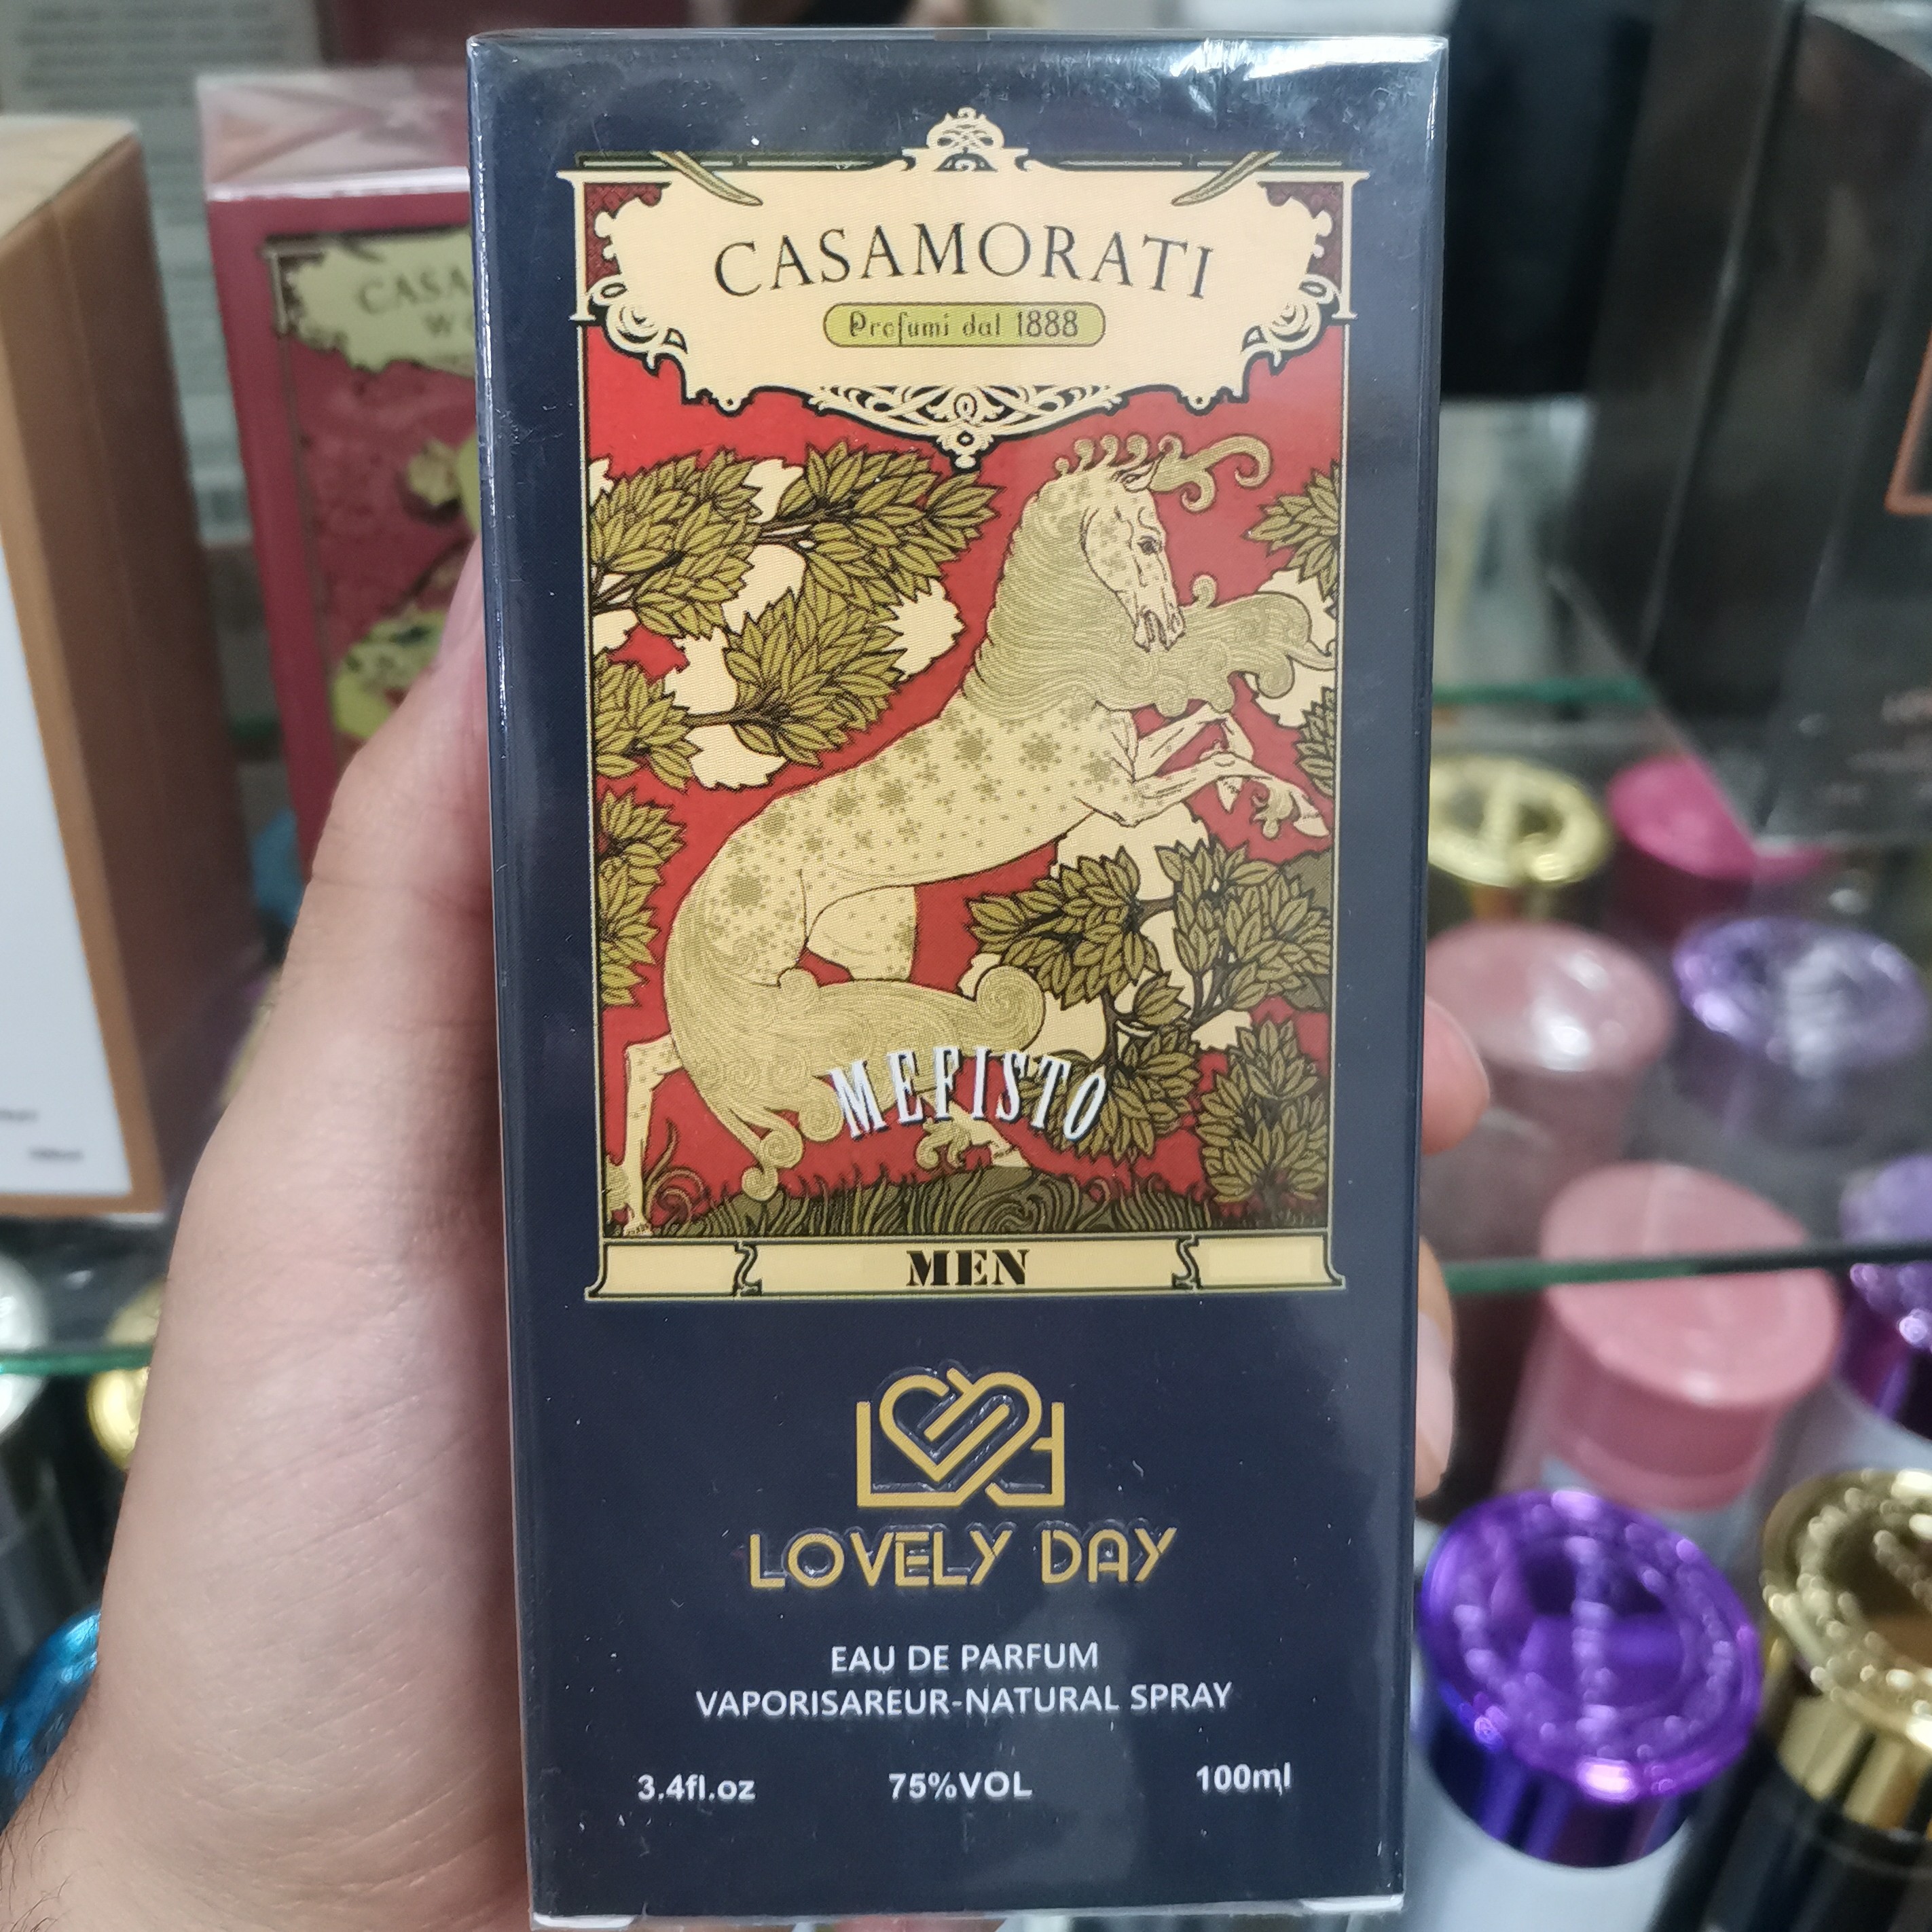 CASAMORATI
Profumi dal 1888
MEFISTO
MEN
LOVELY DAY
EAU DE PARFUM
VAPORISAREUR-NATURAL SPRAY
3.4fl.oz 75%VOL 100ml
CASA